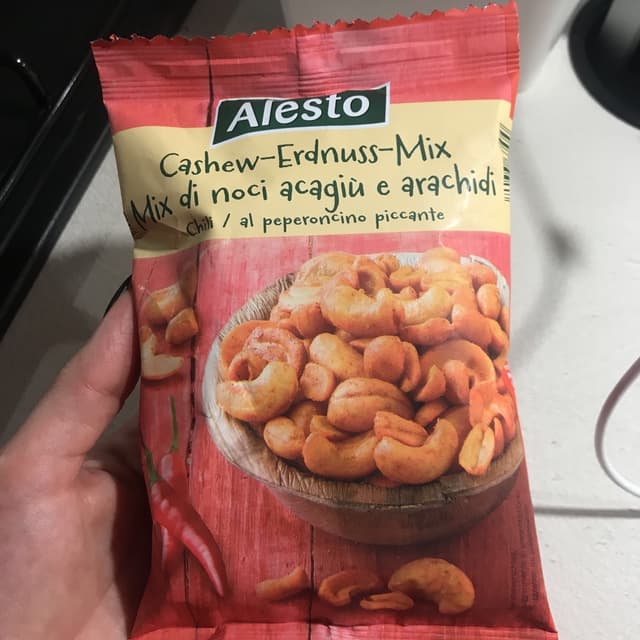 Alesto
Cashew-Erdnuss-Mix
Mix di noci acagiù e arachidi
Chili / al peperoncino piccante